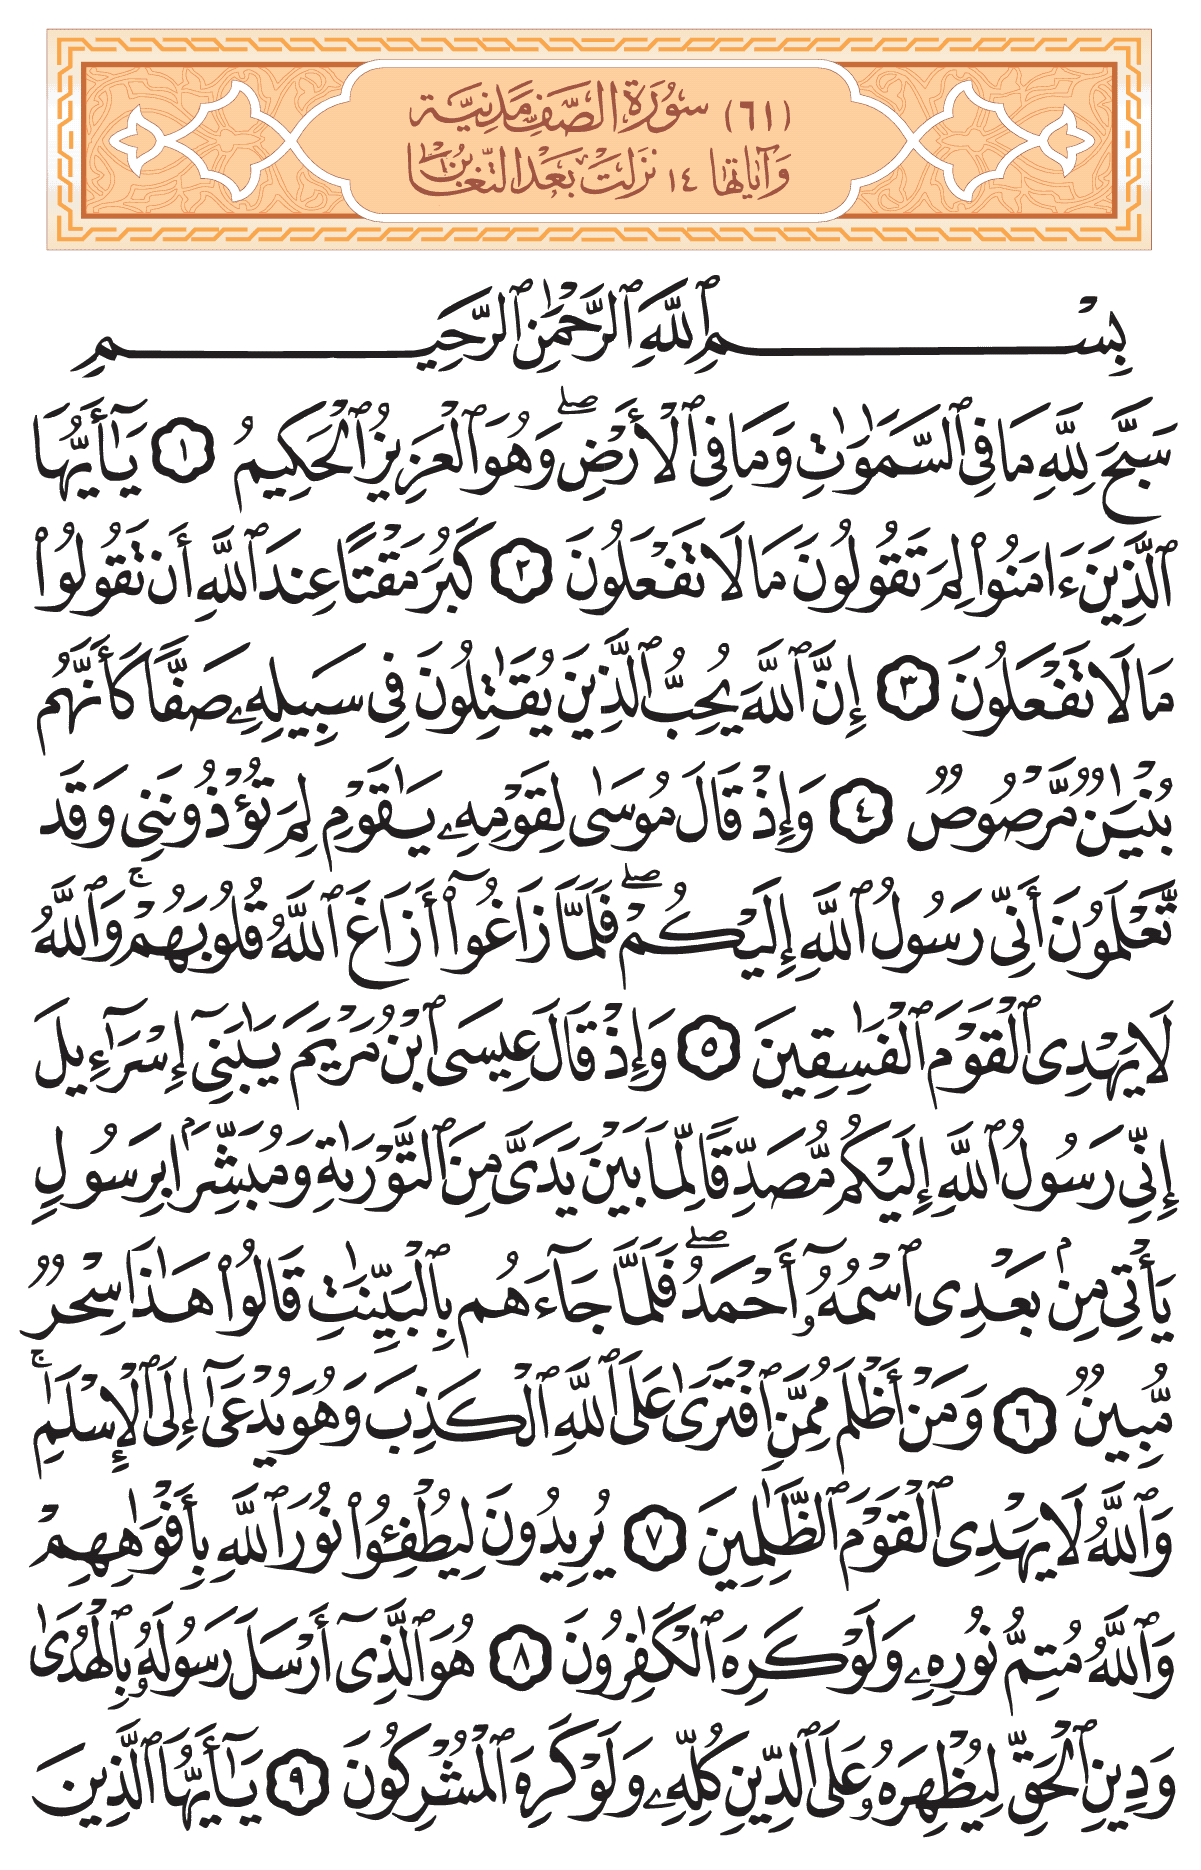 (٦١) سُورَةُ الصَّفِّ مَدَنِيَّة
وَآيَاتُهَا ١٤ نَزَلَتْ بَعْدَ التَّغَابُنِ
بِسْمِ ٱللَّهِ ٱلرَّحْمَٰنِ ٱلرَّحِيمِ
سَبَّحَ لِلَّهِ مَا فِى ٱلسَّمَٰوَٰتِ وَمَا فِى ٱلْأَرْضِ ۖ وَهُوَ ٱلْعَزِيزُ ٱلْحَكِيمُ ١ يَٰٓأَيُّهَا
ٱلَّذِينَ ءَامَنُوا۟ لِمَ تَقُولُونَ مَا لَا تَفْعَلُونَ ٢ كَبُرَ مَقْتًا عِندَ ٱللَّهِ أَن تَقُولُوا۟
مَا لَا تَفْعَلُونَ ٣ إِنَّ ٱللَّهَ يُحِبُّ ٱلَّذِينَ يُقَٰتِلُونَ فِى سَبِيلِهِۦ صَفًّا كَأَنَّهُم
بُنْيَٰنٌ مَّرْصُوصٌ ٤ وَإِذْ قَالَ مُوسَىٰ لِقَوْمِهِۦ يَٰقَوْمِ لِمَ تُؤْذُونَنِى وَقَد
تَّعْلَمُونَ أَنِّى رَسُولُ ٱللَّهِ إِلَيْكُمْ ۖ فَلَمَّا زَاغُوٓا۟ أَزَاغَ ٱللَّهُ قُلُوبَهُمْ ۚ وَٱللَّهُ
لَا يَهْدِى ٱلْقَوْمَ ٱلْفَٰسِقِينَ ٥ وَإِذْ قَالَ عِيسَى ٱبْنُ مَرْيَمَ يَٰبَنِىٓ إِسْرَٰٓءِيلَ
إِنِّى رَسُولُ ٱللَّهِ إِلَيْكُم مُّصَدِّقًا لِّمَا بَيْنَ يَدَىَّ مِنَ ٱلتَّوْرَىٰةِ وَمُبَشِّرًۢا بِرَسُولٍ
يَأْتِى مِنۢ بَعْدِى ٱسْمُهُۥٓ أَحْمَدُ ۖ فَلَمَّا جَآءَهُم بِٱلْبَيِّنَٰتِ قَالُوا۟ هَٰذَا سِحْرٌ
مُّبِينٌ ٦ وَمَنْ أَظْلَمُ مِمَّنِ ٱفْتَرَىٰ عَلَى ٱللَّهِ ٱلْكَذِبَ وَهُوَ يُدْعَىٰٓ إِلَى ٱلْإِسْلَٰمِ ۚ
وَٱللَّهُ لَا يَهْدِى ٱلْقَوْمَ ٱلظَّٰلِمِينَ ٧ يُرِيدُونَ لِيُطْفِـُٔوا۟ نُورَ ٱللَّهِ بِأَفْوَٰهِهِمْ
وَٱللَّهُ مُتِمُّ نُورِهِۦ وَلَوْ كَرِهَ ٱلْكَٰفِرُونَ ٨ هُوَ ٱلَّذِىٓ أَرْسَلَ رَسُولَهُۥ بِٱلْهُدَىٰ
وَدِينِ ٱلْحَقِّ لِيُظْهِرَهُۥ عَلَى ٱلدِّينِ كُلِّهِۦ وَلَوْ كَرِهَ ٱلْمُشْرِكُونَ ٩ يَٰٓأَيُّهَا ٱلَّذِينَ